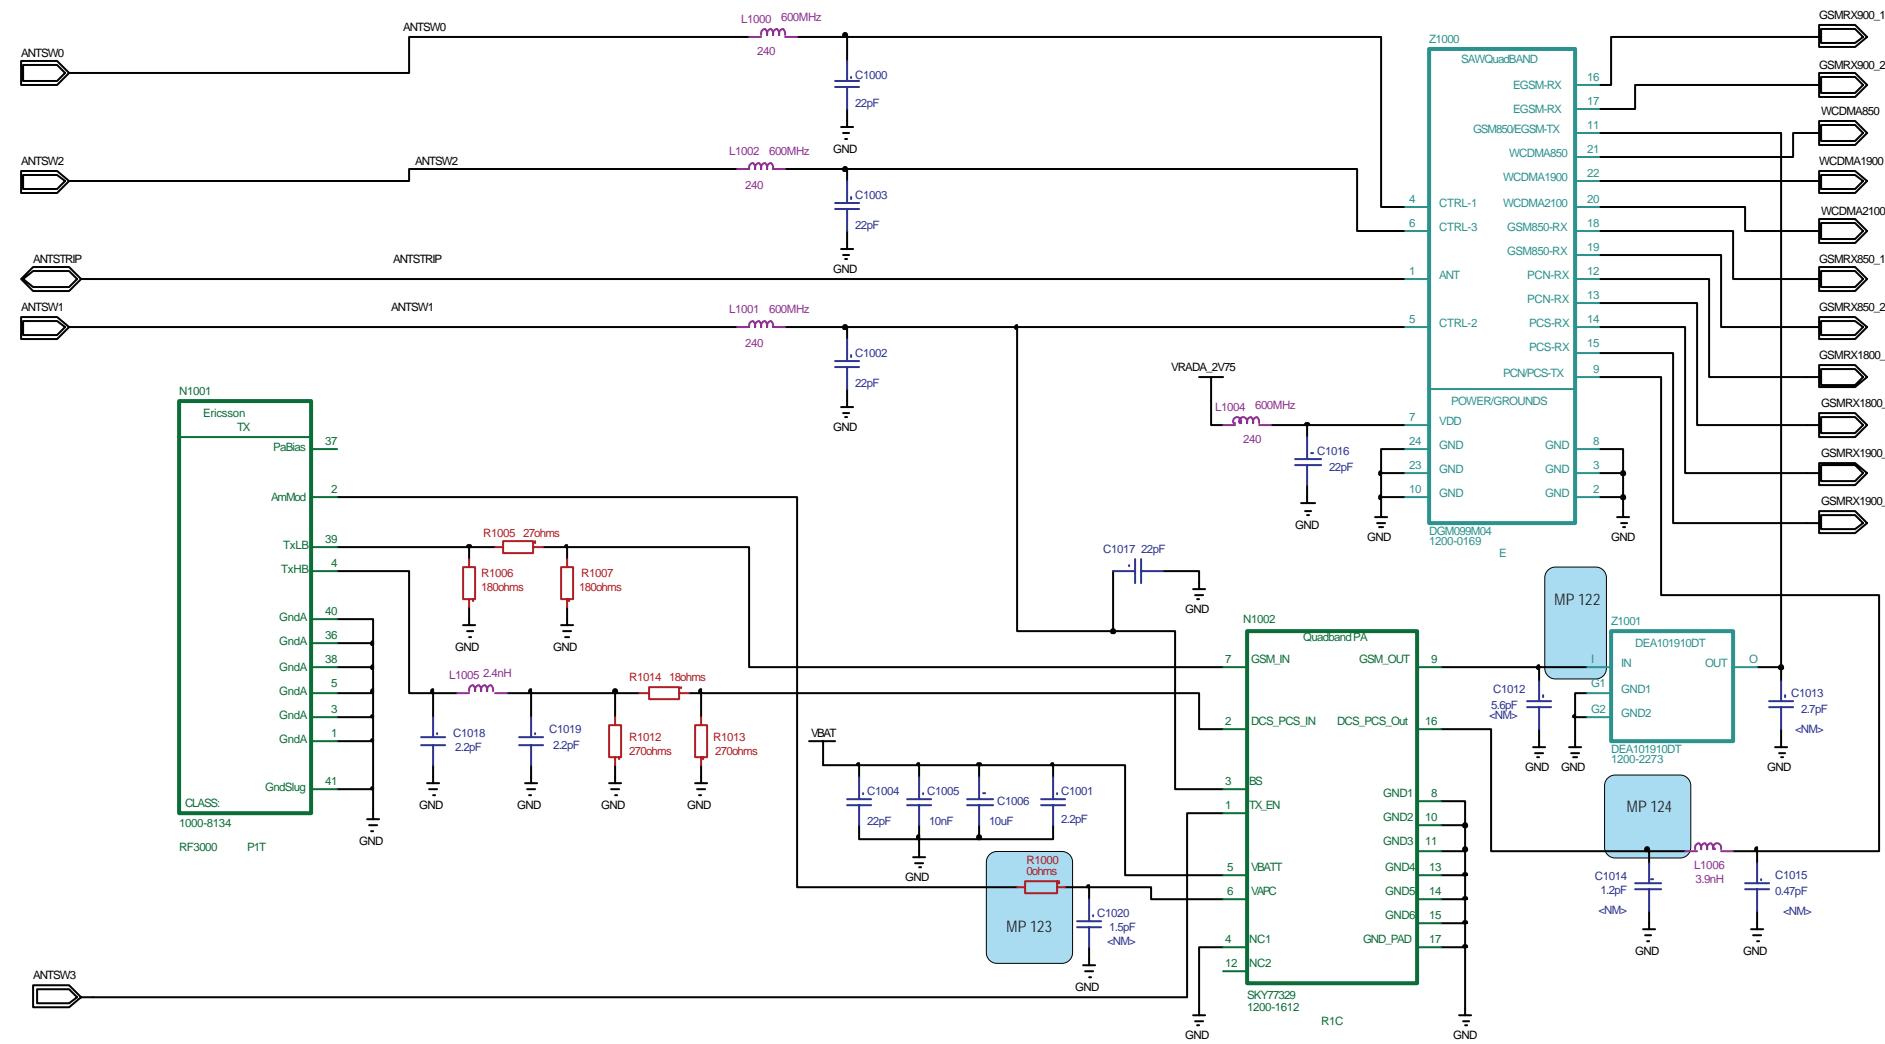 L1000 600MHz
240
ANTSW0
ANTSW0
C1000
22pF
GND
Z1000
SAWQuadBAND
EGSM-RX 16
EGSM-RX 17
GSM850/EGSM-TX 11
WCDMA850 21
WCDMA1900 22
4 CTRL-1
WCDMA2100 20
6 CTRL-3
GSM850-RX 18
GSM850-RX 19
1 ANT
PCN-RX 12
PCN-RX 13
5 CTRL-2
PCS-RX 14
PCS-RX 15
PCN/PCS-TX 9
POWER/GROUNDS
7 VDD
24 GND
GND 8
23 GND
GND 3
10 GND
GND 2
GND
GND
DGM099M04
1200-0169
E
GSMRX900_1
GSMRX900_2
WCDMA850
WCDMA1900
WCDMA2100
GSMRX850_1
GSMRX850_2
GSMRX1800_
GSMRX1800_
GSMRX1900_
GSMRX1900_
ANTSW2
ANTSW2
L1002 600MHz
240
C1003
22pF
GND
ANTSTRIP
ANTSTRIP
ANTSW1
ANTSW1
L1001 600MHz
240
C1002
22pF
GND
VRADA_2V75
L1004 600MHz
240
C1016
22pF
GND
N1001
Ericsson
TX
PaBias 37
AmMod 2
TxLB 39
TxHB 4
GndA 40
GndA 36
GndA 38
GndA 5
GndA 3
GndA 1
GndSlug 41
CLASS:
1000-8134
RF3000 P1T
GND
R1005 27ohms
R1006
180ohms
R1007
180ohms
GND
GND
L1005 2.4nH
C1018
2.2pF
C1019
2.2pF
GND
GND
R1014 18ohms
R1012
270ohms
R1013
270ohms
GND
GND
VBAT
C1004
22pF
C1005
10nF
C1006
10uF
C1001
2.2pF
GND
C1017 22pF
GND
R1000
0ohms
MP 123
C1020
1.5pF
<NM>
GND
N1002
Quadband PA
7 GSM_IN
GSM_OUT 9
2 DCS_PCS_IN
DCS_PCS_Out 16
3 BS
1 TX_EN
GND1 8
GND2 10
GND3 11
5 VBATT
GND4 13
6 VAPC
GND5 14
GND6 15
4 NC1
GND_PAD 17
12 NC2
SKY77329
1200-1612
R1C
GND
GND
MP 122
Z1001
DEA101910DT
I IN
OUT O
G1 GND1
G2 GND2
DEA101910DT
1200-2273
C1012
5.6pF
<NM>
GND
GND
C1013
2.7pF
<NM>
GND
MP 124
L1006
3.9nH
C1014
1.2pF
<NM>
GND
C1015
0.47pF
<NM>
GND
ANTSW3